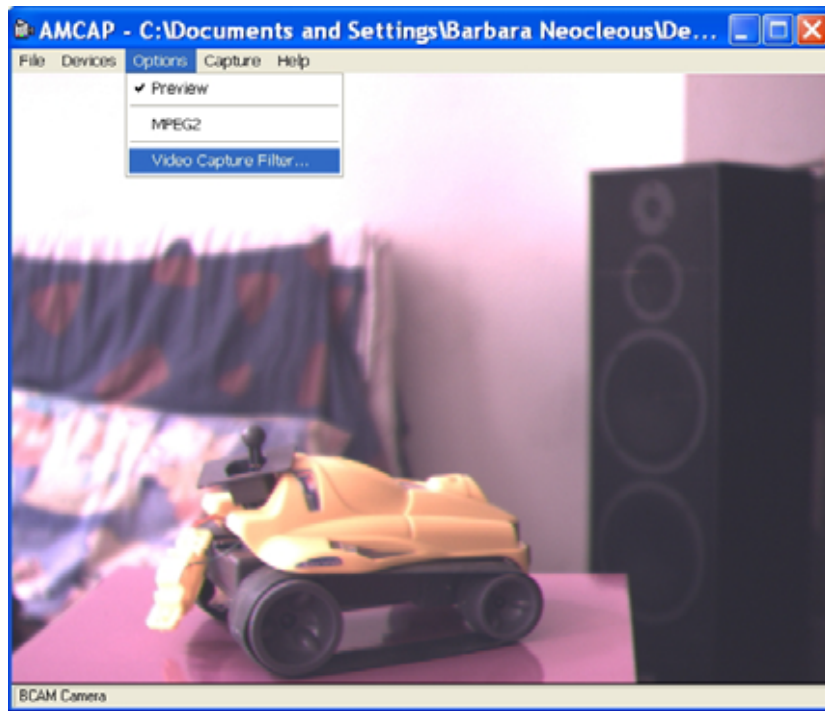 AMCAP - C:\Documents and Settings\Barbara Neocleous\De...
File Devices Options Capture Help
Preview
MPEG2
Video Capture Filter...
BCAM Camera